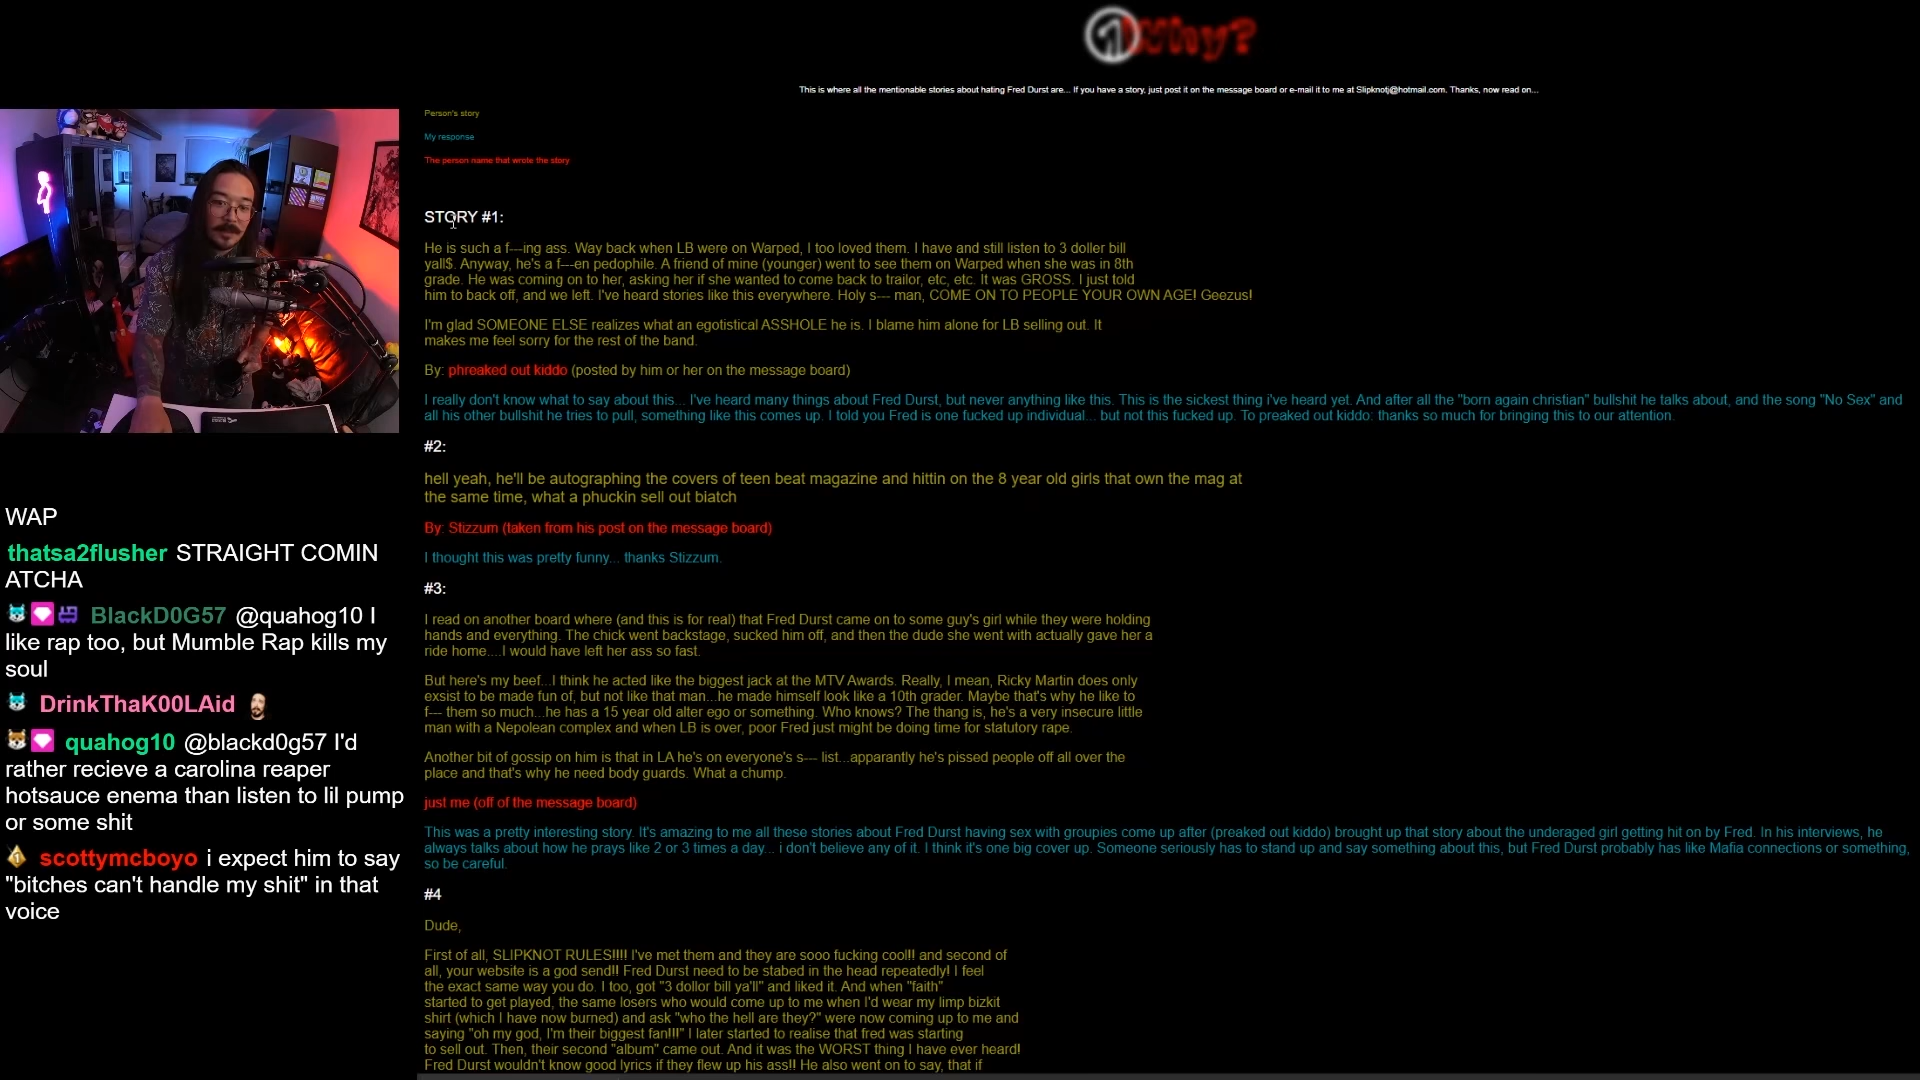 Why?
This is where all the mentionable stories about hating Fred Durst are... If you have a story, just post it on the message board or e-mail it to me at Slipknotj@hotmail.com. Thanks, now read on...
Person's story
My response
The person name that wrote the story
STORY #1:
He is such a f---ing ass. Way back when LB were on Warped, I too loved them. I have and still listen to 3 doller bill
yall$. Anyway, he's a f---en pedophile. A friend of mine (younger) went to see them on Warped when she was in 8th
grade. He was coming on to her, asking her if she wanted to come back to trailor, etc, etc. It was GROSS. I just told
him to back off, and we left. I've heard stories like this everywhere. Holy s--- man, COME ON TO PEOPLE YOUR OWN AGE! Geezus!
I'm glad SOMEONE ELSE realizes what an egotistical ASSHOLE he is. I blame him alone for LB selling out. It
makes me feel sorry for the rest of the band.
By: phreaked out kiddo (posted by him or her on the message board)
I really don't know what to say about this... I've heard many things about Fred Durst, but never anything like this. This is the sickest thing i've heard yet. And after all the "born again christian" bullshit he talks about, and the song "No Sex" and
all his other bullshit he tries to pull, something like this comes up. I told you Fred is one fucked up individual... but not this fucked up. To preaked out kiddo: thanks so much for bringing this to our attention.
#2:
hell yeah, he'll be autographing the covers of teen beat magazine and hittin on the 8 year old girls that own the mag at
the same time, what a phuckin sell out biatch
By: Stizzum (taken from his post on the message board)
I thought this was pretty funny... thanks Stizzum.
#3:
I read on another board where (and this is for real) that Fred Durst came on to some guy's girl while they were holding
hands and everything. The chick went backstage, sucked him off, and then the dude she went with actually gave her a
ride home....I would have left her ass so fast.
But here's my beef...I think he acted like the biggest jack at the MTV Awards. Really, I mean, Ricky Martin does only
exsist to be made fun of, but not like that man...he made himself look like a 10th grader. Maybe that's why he like to
f--- them so much...he has a 15 year old alter ego or something. Who knows? The thang is, he's a very insecure little
man with a Nepolean complex and when LB is over, poor Fred just might be doing time for statutory rape.
Another bit of gossip on him is that in LA he's on everyone's s--- list...apparantly he's pissed people off all over the
place and that's why he need body guards. What a chump.
just me (off of the message board)
This was a pretty interesting story. It's amazing to me all these stories about Fred Durst having sex with groupies come up after (preaked out kiddo) brought up that story about the underaged girl getting hit on by Fred. In his interviews, he
always talks about how he prays like 2 or 3 times a day... i don't believe any of it. I think it's one big cover up. Someone seriously has to stand up and say something about this, but Fred Durst probably has like Mafia connections or something,
so be careful.
#4
Dude,
First of all, SLIPKNOT RULES!!!! I've met them and they are sooo fucking cool!! and second of
all, your website is a god send!! Fred Durst need to be stabed in the head repeatedly! I feel
the exact same way you do. I too, got "3 dollor bill ya'll" and liked it. And when "faith"
started to get played, the same losers who would come up to me when I'd wear my limp bizkit
shirt (which I have now burned) and ask "who the hell are they?" were now coming up to me and
saying "oh my god, I'm their biggest fan!!!" I later started to realise that fred was starting
to sell out. Then, their second "album" came out. And it was the WORST thing I have ever heard!
Fred Durst wouldn't know good lyrics if they flew up his ass!! He also went on to say, that if
WAP
thatsa2flusher STRAIGHT COMIN
ATCHA
BlackD0G57 @quahog10 I
like rap too, but Mumble Rap kills my
soul
DrinkThaK00LAid
quahog10 @blackd0g57 I'd
rather recieve a carolina reaper
hotsauce enema than listen to lil pump
or some shit
scottymcboyo i expect him to say
"bitches can't handle my shit" in that
voice